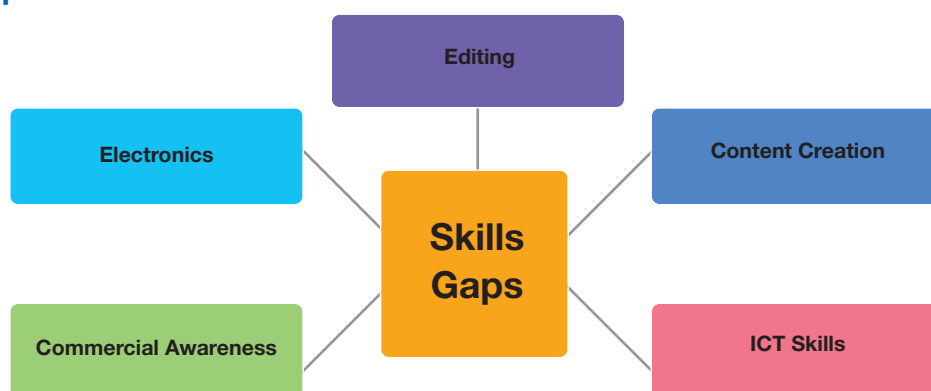 Editing
Electronics
Content Creation
Skills
Gaps
Commercial Awareness
ICT Skills